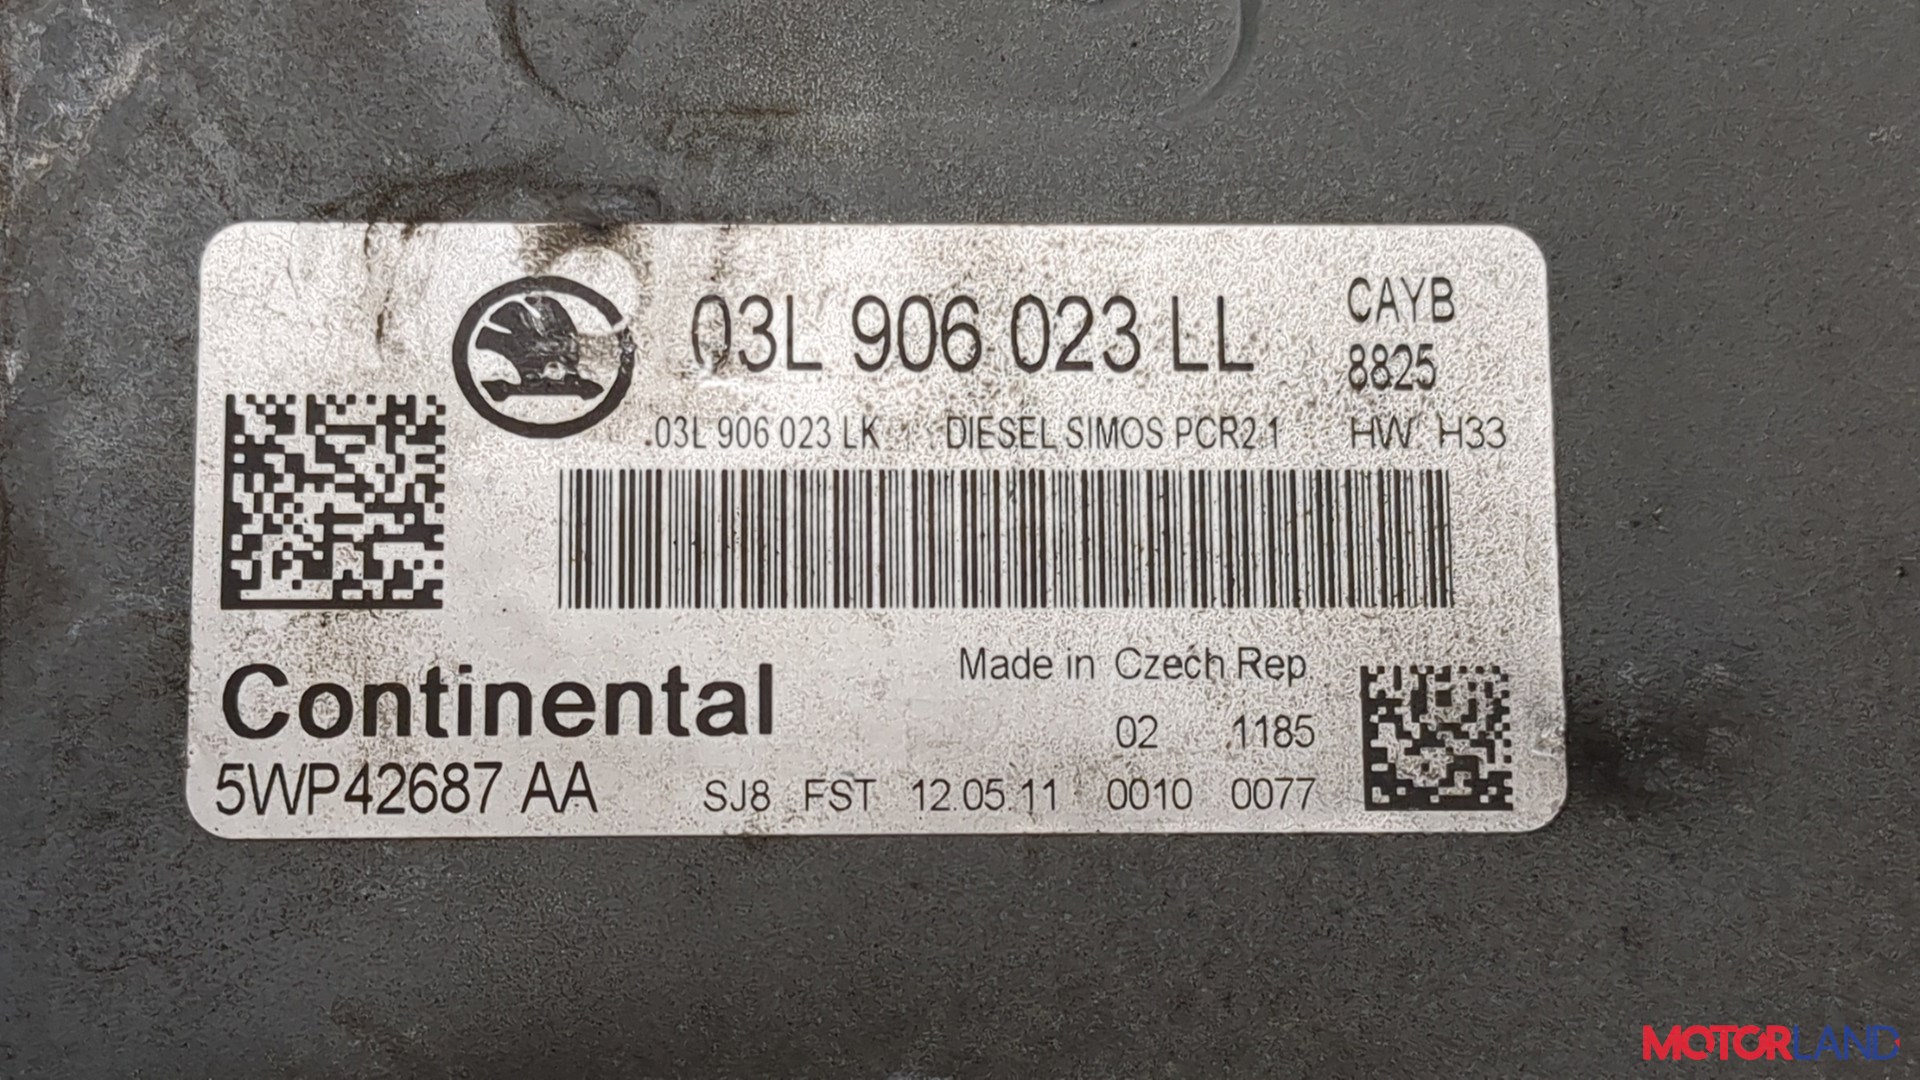 03L 906 023 LL
CAYB
8825
.03L 906 023 LK DIESEL SIMOS PCR2.1 HW H33
Continental
Made in Czech Rep
02 .1185
5WP42687 AA SJ8 FST 12.05.11 0010 0077
MOTORLAND